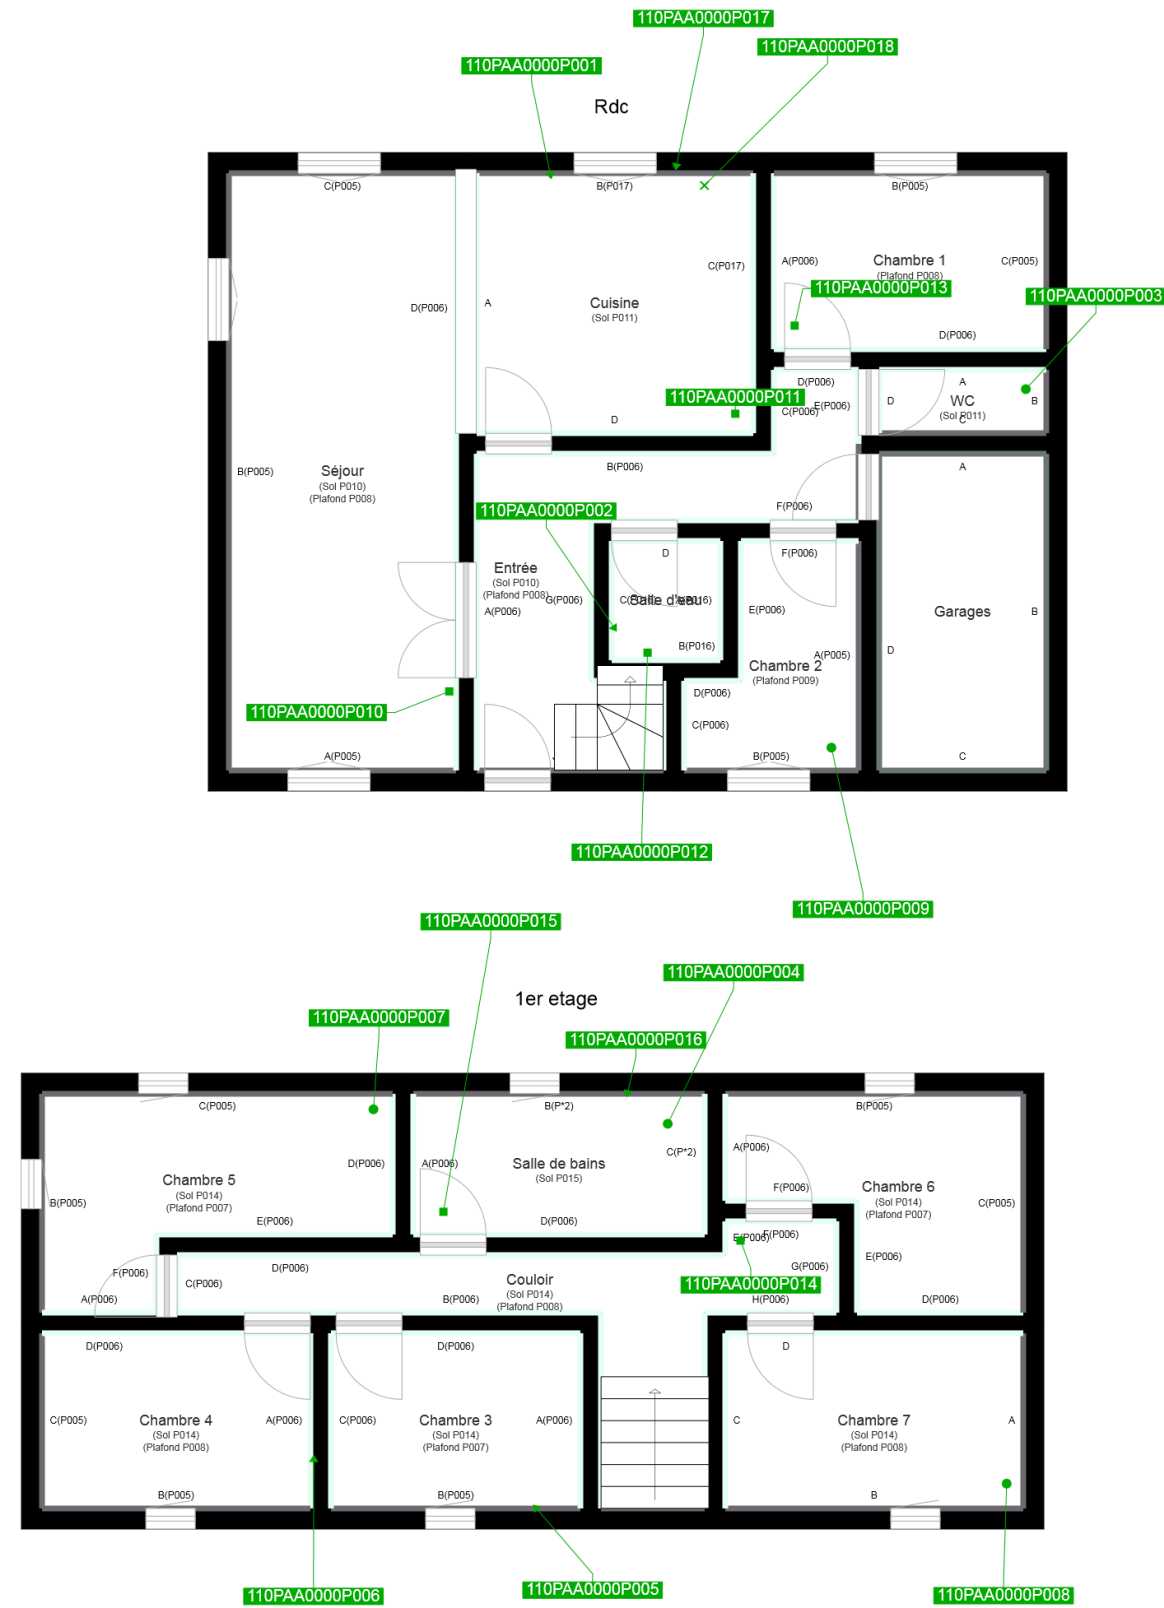 110PAA0000P017
110PAA0000P018
110PAA0000P001
Rdc
C(P005)
B(P017)
B(P005)
A(P006)
Chambre 1
(Plafond P008)
C(P005)
C(P017)
110PAA0000P013
110PAA0000P003
D(P006)
A
Cuisine
(Sol P011)
D(P006)
D(P006)
A
110PAA0000P011
D
WC
B
C(P006)
E(P006)
(Sol P011)
C
D
B(P005)
Séjour
(Sol P010)
(Plafond P008)
B(P006)
A
110PAA0000P002
F(P006)
D
F(P006)
Entrée
(Sol P010)
(Plafond P008)
G(P006)
A(P006)
Salle d'eau
E(P006)
Garages
B
B(P016)
A(P005)
D
Chambre 2
(Plafond P009)
D(P006)
110PAA0000P010
C(P006)
A(P005)
B(P005)
C
110PAA0000P012
110PAA0000P009
110PAA0000P015
110PAA0000P004
1er etage
110PAA0000P007
110PAA0000P016
C(P005)
B(P*2)
B(P005)
A(P006)
C(P*2)
D(P006)
A(P006)
Salle de bains
(Sol P015)
Chambre 5
(Sol P014)
(Plafond P007)
F(P006)
Chambre 6
(Sol P014)
(Plafond P007)
B(P005)
C(P005)
E(P006)
D(P006)
E(P006)
F(P006)
E(P006)
D(P006)
G(P006)
F(P006)
C(P006)
Couloir
(Sol P014)
(Plafond P008)
110PAA0000P014
A(P006)
B(P006)
H(P006)
D(P006)
D(P006)
D(P006)
D
C(P005)
Chambre 4
(Sol P014)
(Plafond P008)
A(P006)
C(P006)
Chambre 3
(Sol P014)
(Plafond P007)
A(P006)
C
Chambre 7
(Sol P014)
(Plafond P008)
A
B(P005)
B(P005)
B
110PAA0000P006
110PAA0000P005
110PAA0000P008